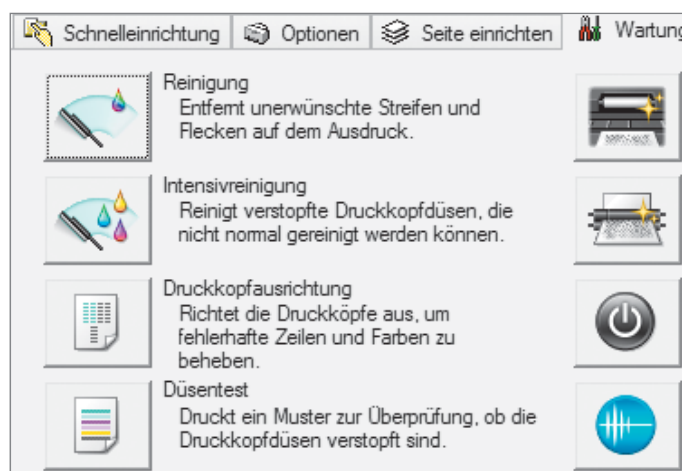 Schnelleinrichtung Optionen Seite einrichten Wartung
Reinigung
Entfernt unerwünschte Streifen und
Flecken auf dem Ausdruck.
Intensivreinigung
Reinigt verstopfte Druckkopfdüsen, die
nicht normal gereinigt werden können.
Druckkopfausrichtung
Richtet die Druckköpfe aus, um
fehlerhafte Zeilen und Farben zu
beheben.
Düsentest
Druckt ein Muster zur Überprüfung, ob die
Druckkopfdüsen verstopft sind.